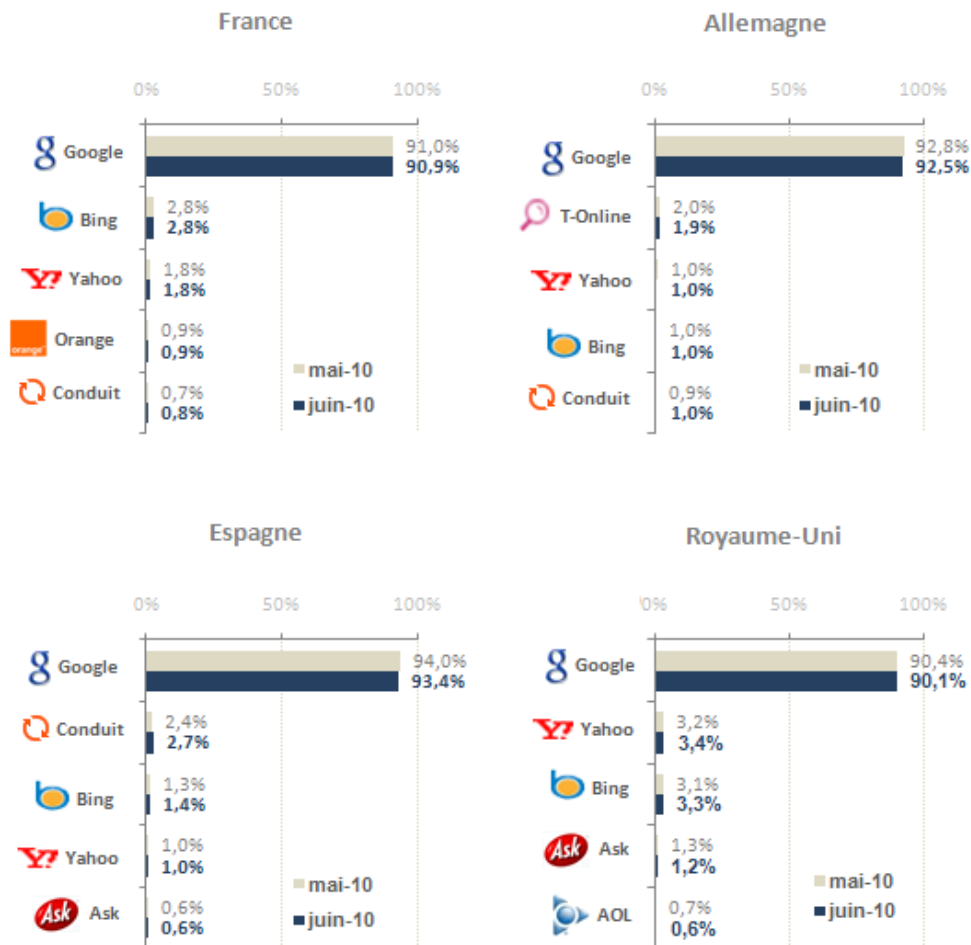 France
0% 50% 100%
Google 91,0%
90,9%
Bing 2,8%
2,8%
Yahoo 1,8%
1,8%
orange Orange 0,9%
0,9%
Conduit 0,7%
0,8%
mai-10
juin-10
Allemagne
0% 50% 100%
Google 92,8%
92,5%
T-Online 2,0%
1,9%
Yahoo 1,0%
1,0%
Bing 1,0%
1,0%
Conduit 0,9%
1,0%
mai-10
juin-10
Espagne
0% 50% 100%
Google 94,0%
93,4%
Conduit 2,4%
2,7%
Bing 1,3%
1,4%
Yahoo 1,0%
1,0%
Ask Ask 0,6%
0,6%
mai-10
juin-10
Royaume-Uni
0% 50% 100%
Google 90,4%
90,1%
Yahoo 3,2%
3,4%
Bing 3,1%
3,3%
Ask Ask 1,3%
1,2%
AOL 0,7%
0,6%
mai-10
juin-10